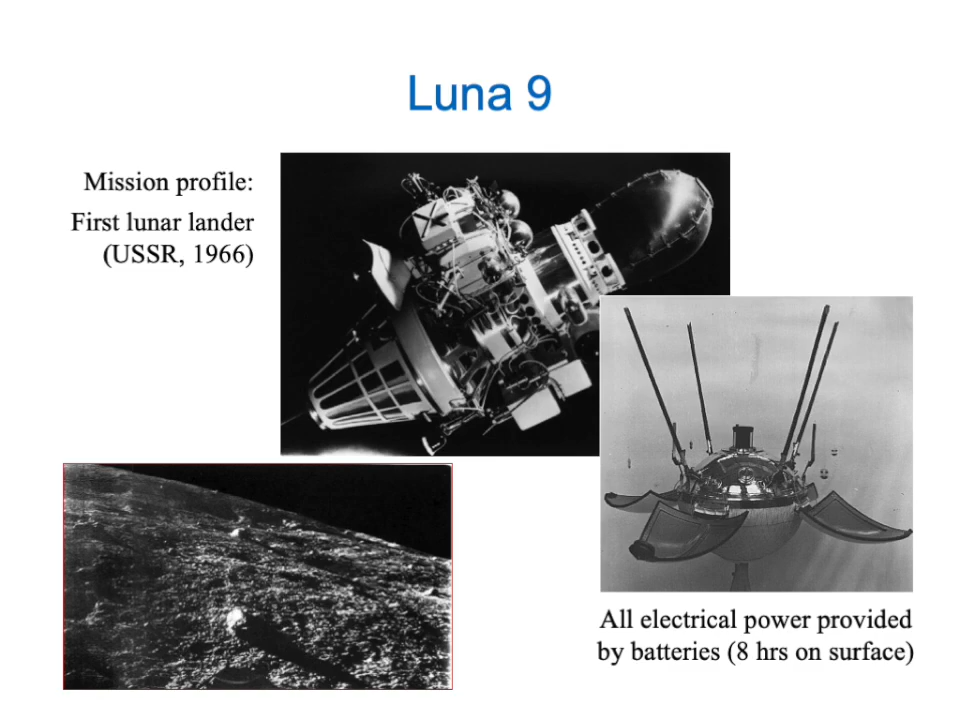 Luna 9
Mission profile:
First lunar lander
(USSR, 1966)
All electrical power provided
by batteries (8 hrs on surface)